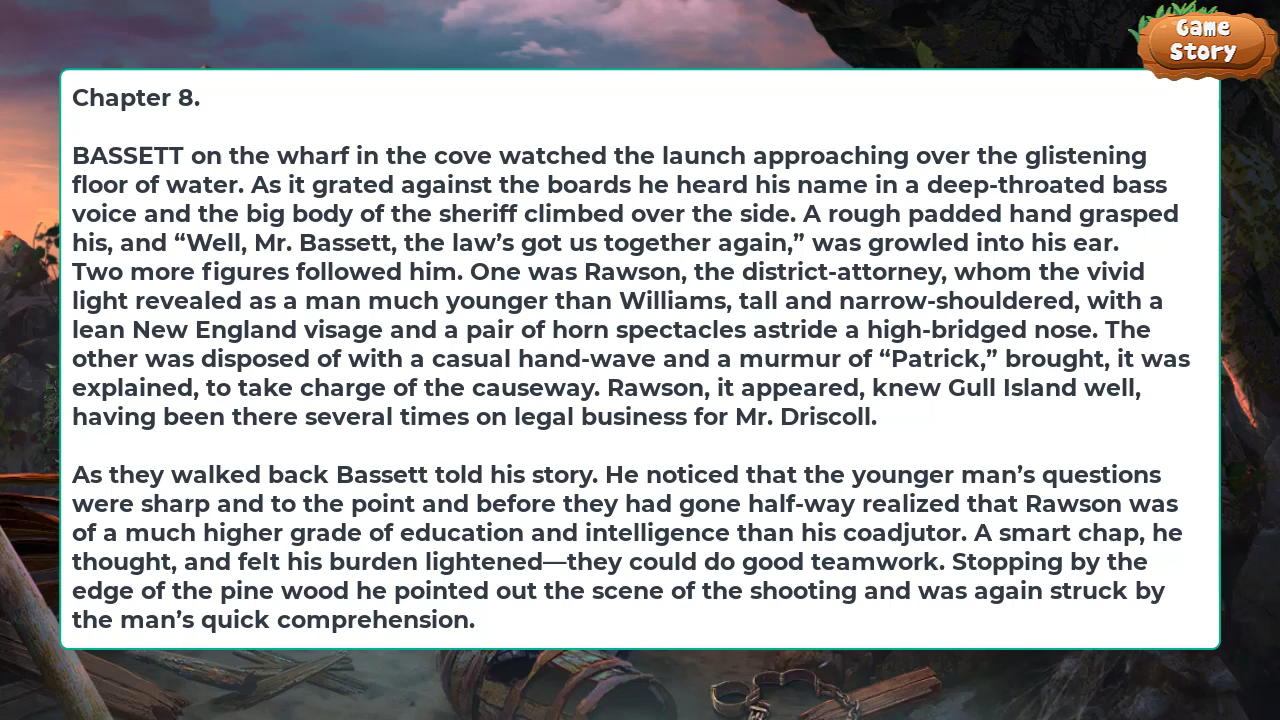 Game
Story
Chapter 8.
BASSETT on the wharf in the cove watched the launch approaching over the glistening
floor of water. As it grated against the boards he heard his name in a deep-throated bass
voice and the big body of the sheriff climbed over the side. A rough padded hand grasped
his, and “Well, Mr. Bassett, the law’s got us together again,” was growled into his ear.
Two more figures followed him. One was Rawson, the district-attorney, whom the vivid
light revealed as a man much younger than Williams, tall and narrow-shouldered, with a
lean New England visage and a pair of horn spectacles astride a high-bridged nose. The
other was disposed of with a casual hand-wave and a murmur of “Patrick,” brought, it was
explained, to take charge of the causeway. Rawson, it appeared, knew Gull Island well,
having been there several times on legal business for Mr. Driscoll.
As they walked back Bassett told his story. He noticed that the younger man’s questions
were sharp and to the point and before they had gone half-way realized that Rawson was
of a much higher grade of education and intelligence than his coadjutor. A smart chap, he
thought, and felt his burden lightened—they could do good teamwork. Stopping by the
edge of the pine wood he pointed out the scene of the shooting and was again struck by
the man’s quick comprehension.